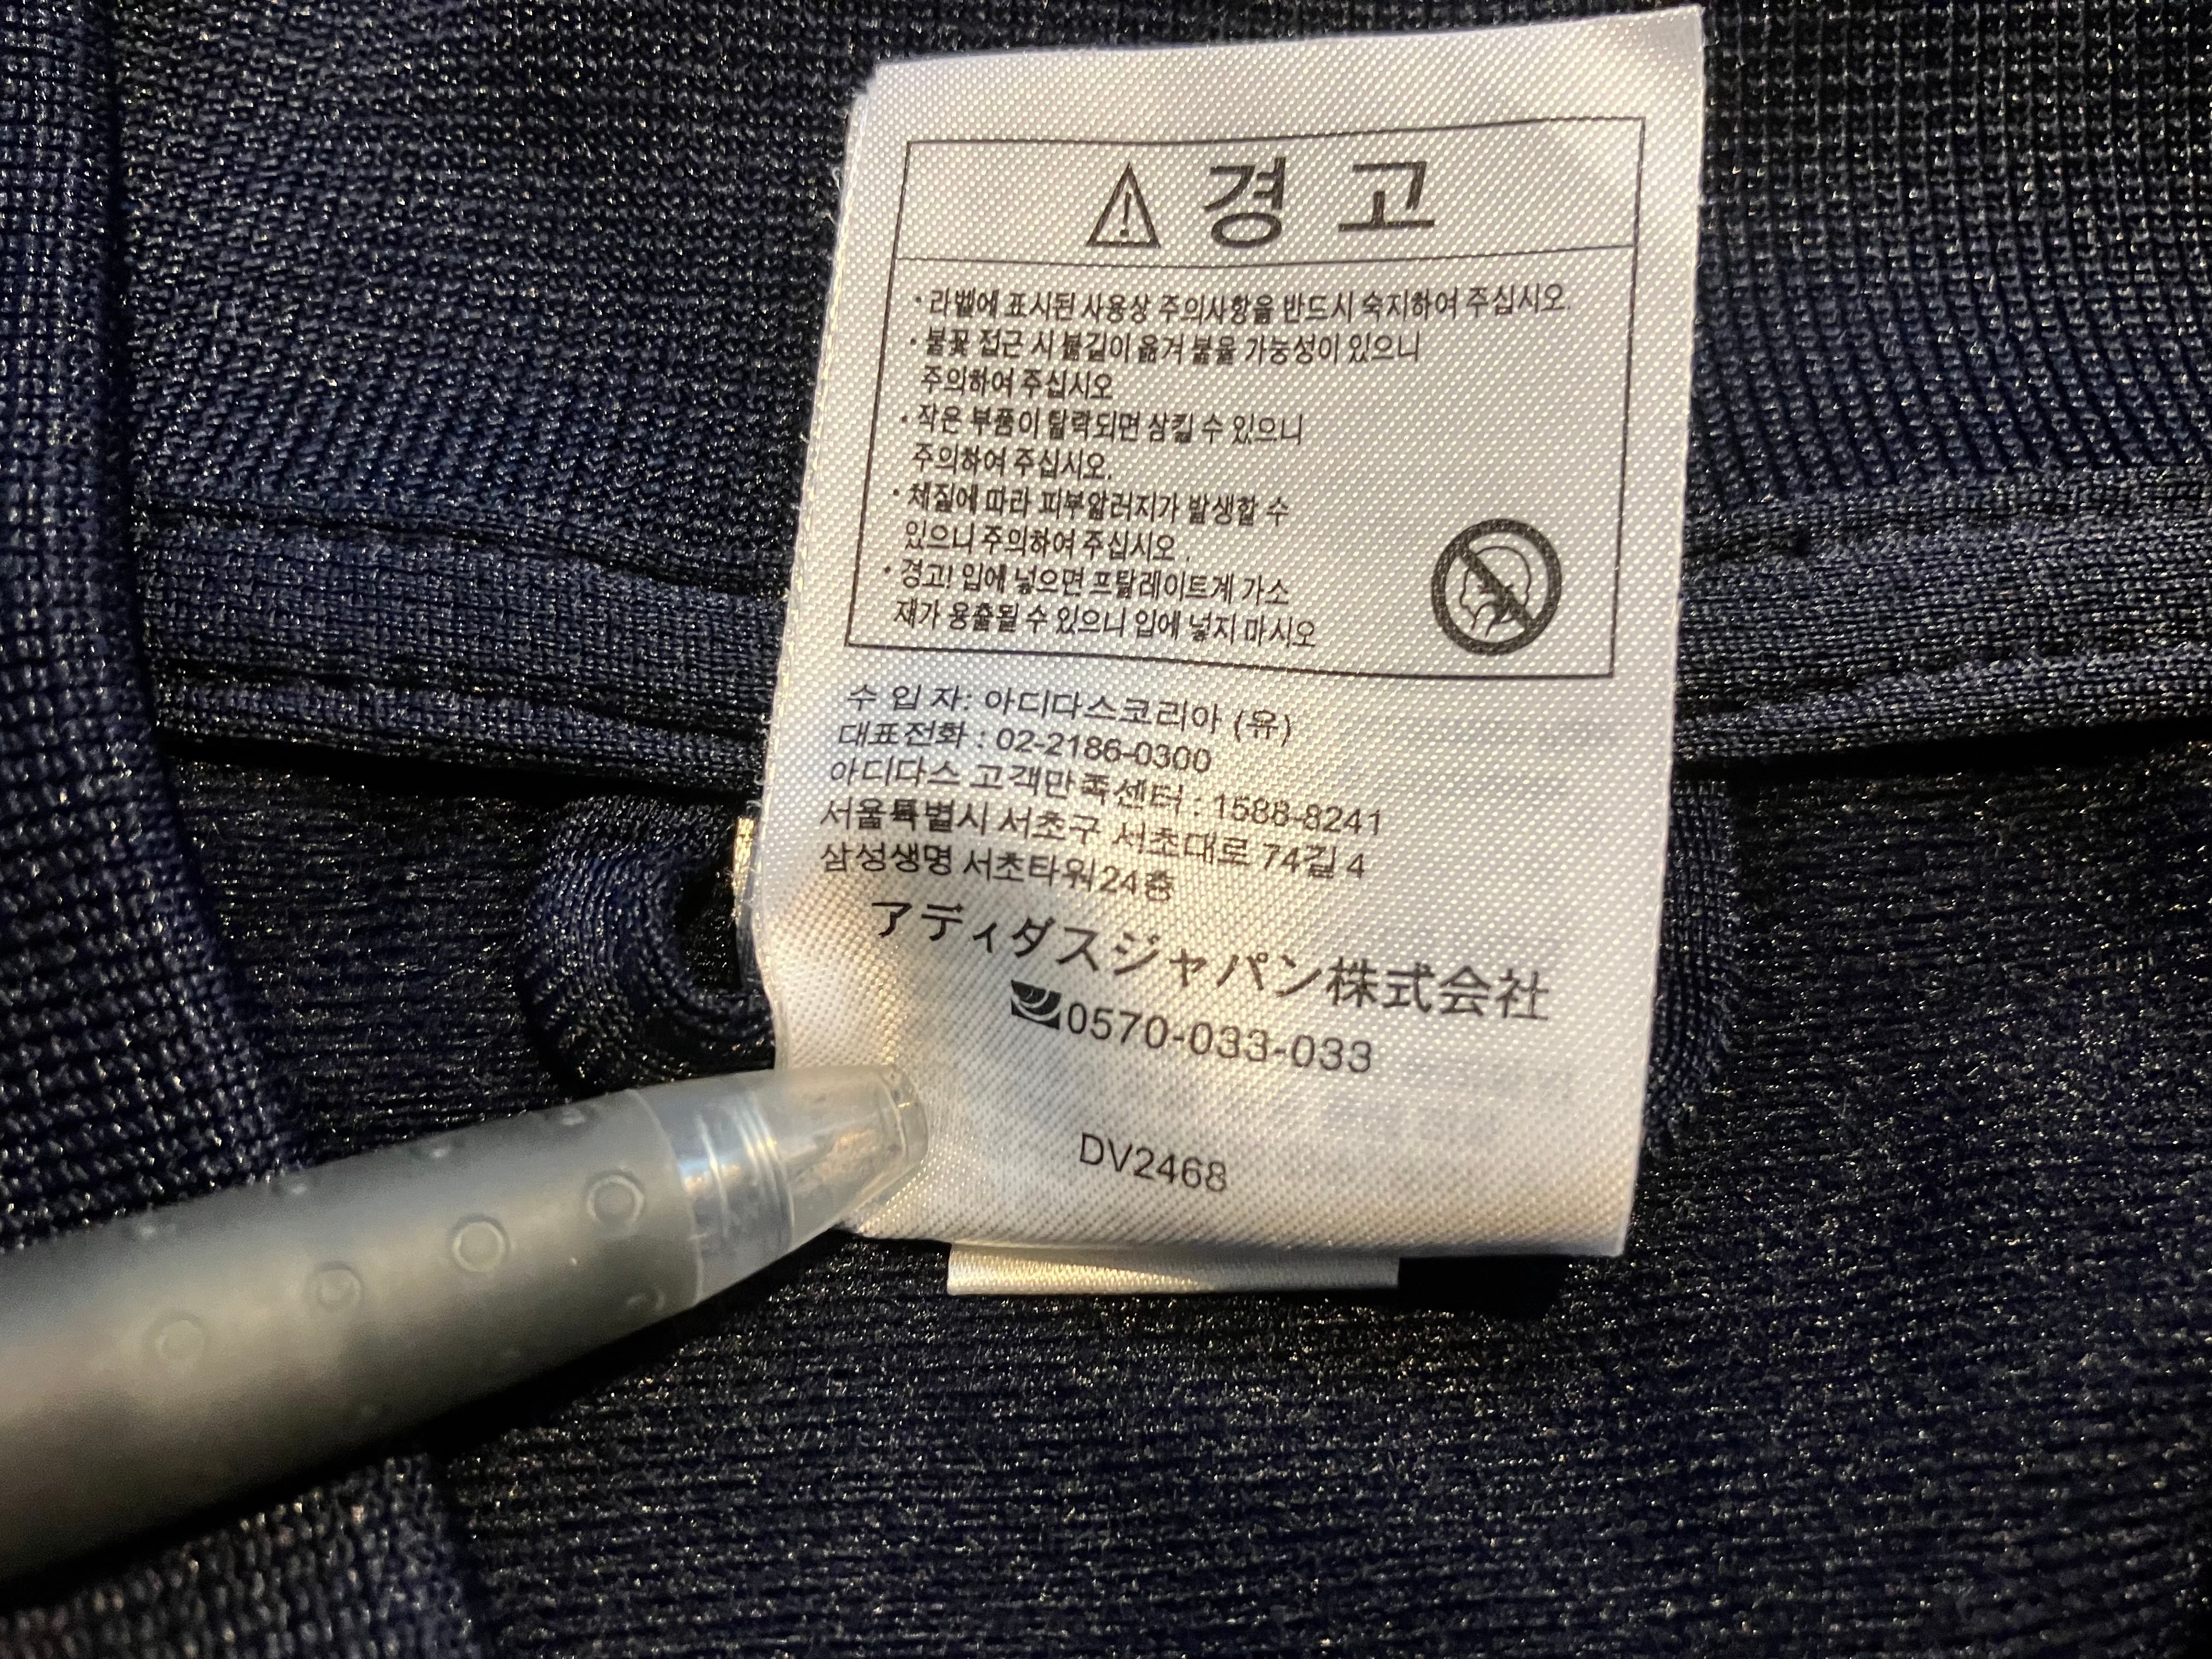 경 고
· 라벨에 표시된 사용상 주의사항을 반드시 숙지하여 주십시오.
· 불꽃 접근 시 불길이 옮겨 붙을 가능성이 있으니
주의하여 주십시오
· 작은 부품이 탈락되면 삼킬 수 있으니
주의하여 주십시오.
· 체질에 따라 피부알러지가 발생할 수
있으니 주의하여 주십시오 .
· 경고! 입에 넣으면 프탈레이트계 가소
재가 용출될 수 있으니 입에 넣지 마시오
수 입 자: 아디다스코리아 (유)
대표전화 : 02-2186-0300
아디다스 고객만족센터 : 1588-8241
서울특별시 서초구 서초대로 74길 4
삼성생명 서초타워24층
アディダスジャパン株式会社
0570-033-033
DV2468